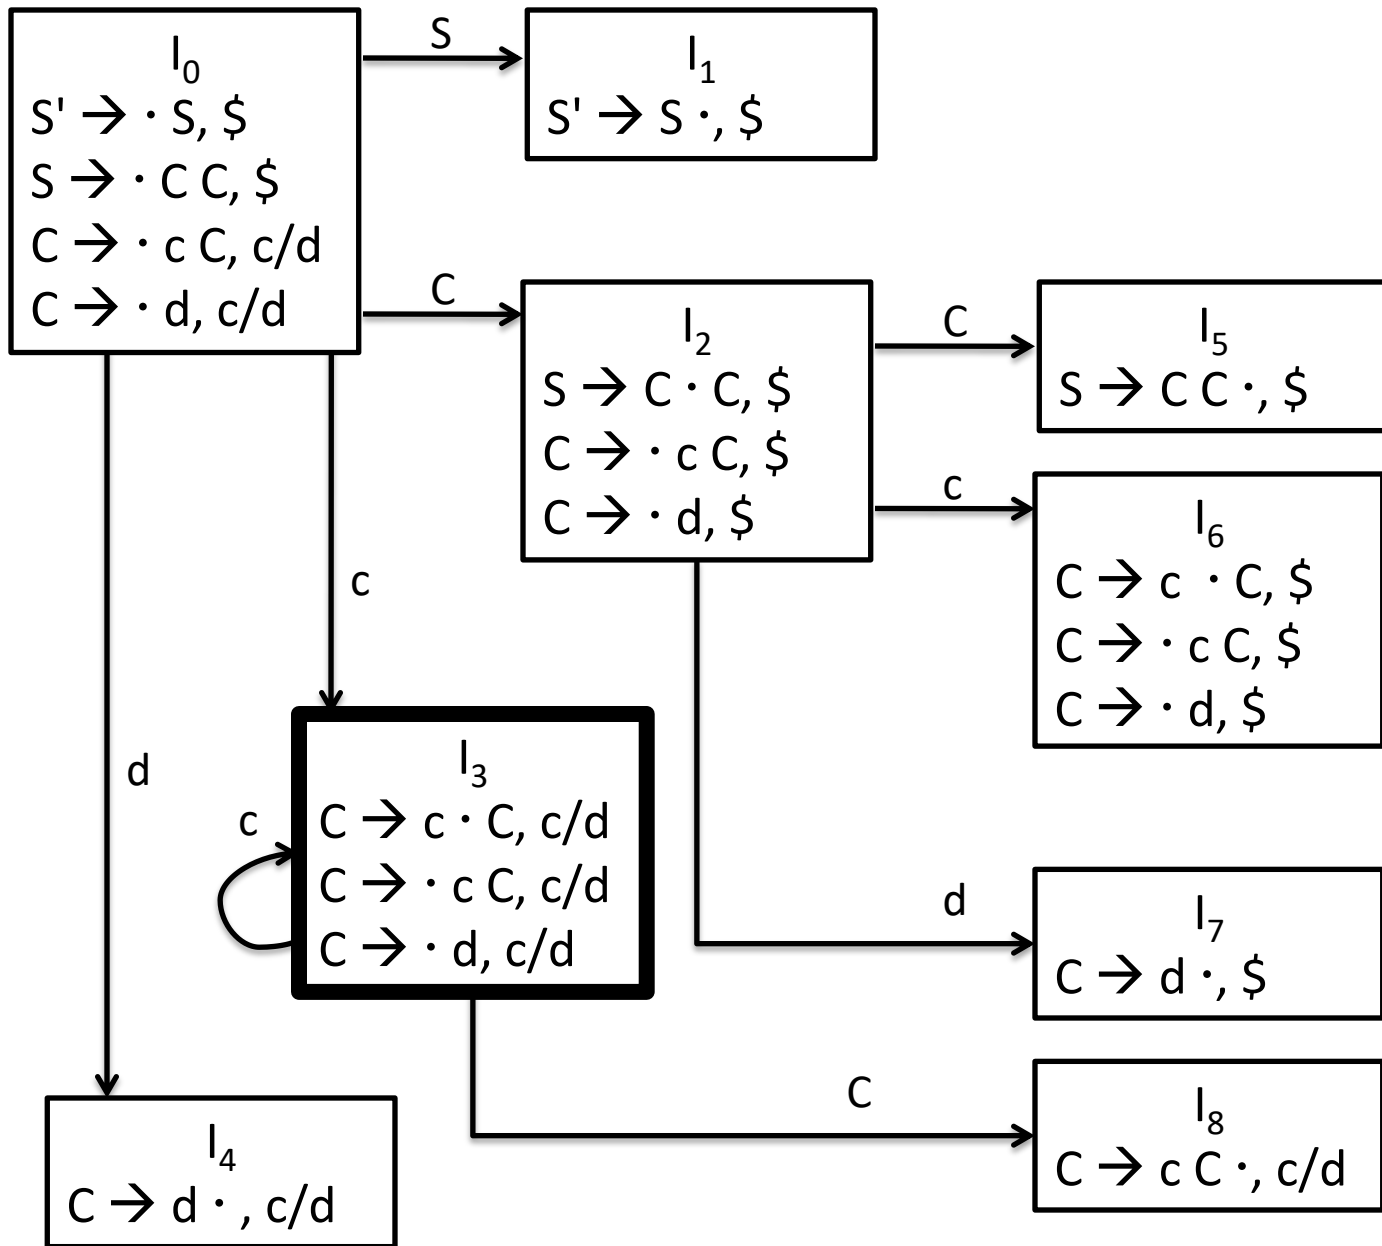 I0
S' → · S, $
S → · C C, $
C → · c C, c/d
C → · d, c/d
S
I1
S' → S ·, $
C
I2
S → C · C, $
C → · c C, $
C → · d, $
C
I5
S → C C ·, $
c
I6
C → c · C, $
C → · c C, $
C → · d, $
c
d
I3
C → c · C, c/d
C → · c C, c/d
C → · d, c/d
c
d
I7
C → d ·, $
C
I8
C → c C ·, c/d
I4
C → d · , c/d